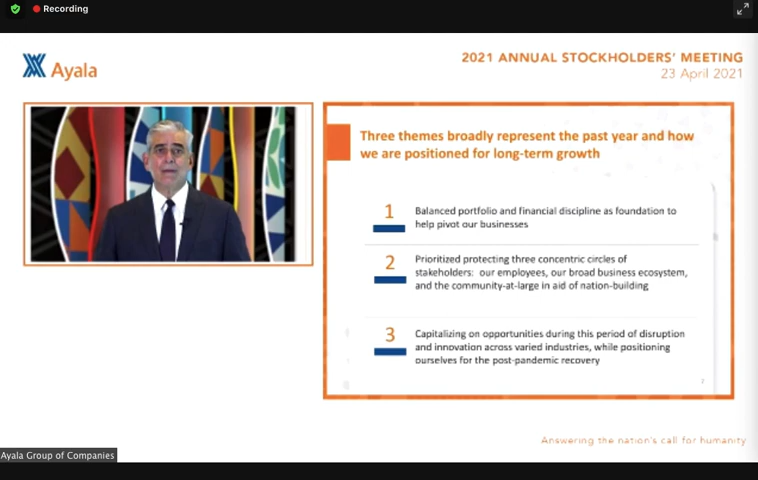 Recording
Ayala
2021 ANNUAL STOCKHOLDERS' MEETING
23 April 2021
Three themes broadly represent the past year and how
we are positioned for long-term growth
1
Balanced portfolio and financial discipline as foundation to
help pivot our businesses
2
Prioritized protecting three concentric circles of
stakeholders: our employees, our broad business ecosystem,
and the community-at-large in aid of nation-building
3
Capitalizing on opportunities during this period of disruption
and innovation across varied industries, while positioning
ourselves for the post-pandemic recovery
Answering the nation's call for humanity
Ayala Group of Companies